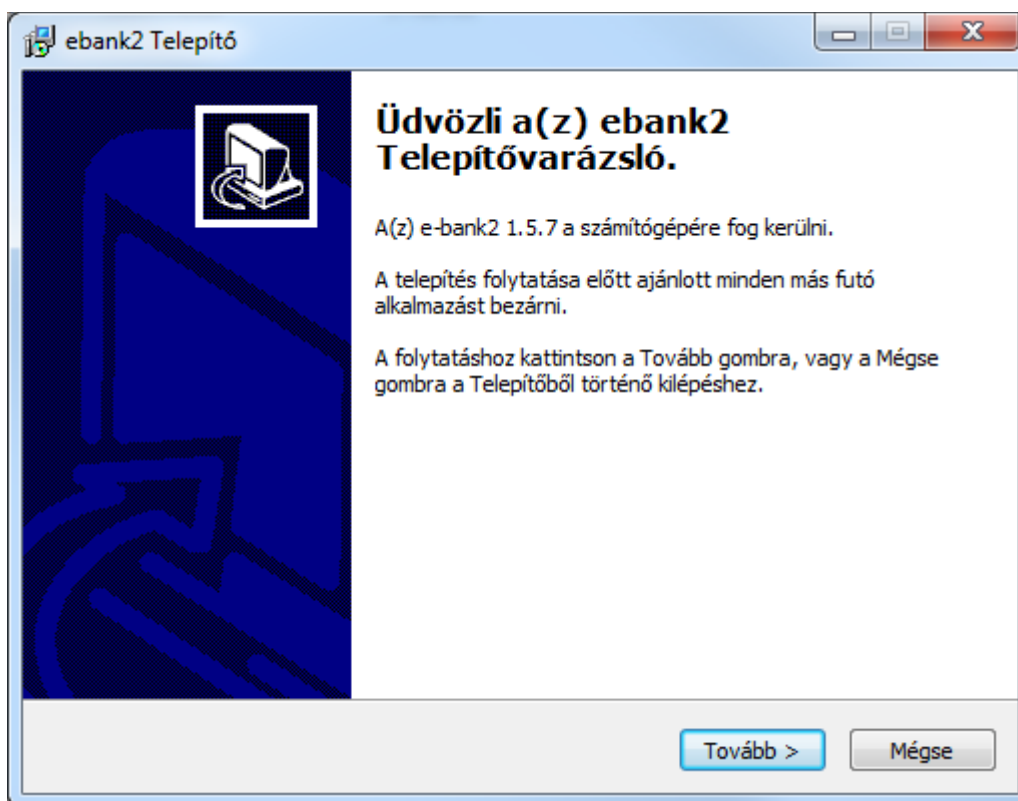 ebank2 Telepítő
Üdvözli a(z) ebank2
Telepítővarázsló.
A(z) e-bank2 1.5.7 a számítógépére fog kerülni.
A telepítés folytatása előtt ajánlott minden más futó
alkalmazást bezárni.
A folytatáshoz kattintson a Tovább gombra, vagy a Mégse
gombra a Telepítőből történő kilépéshez.
Tovább >
Mégse